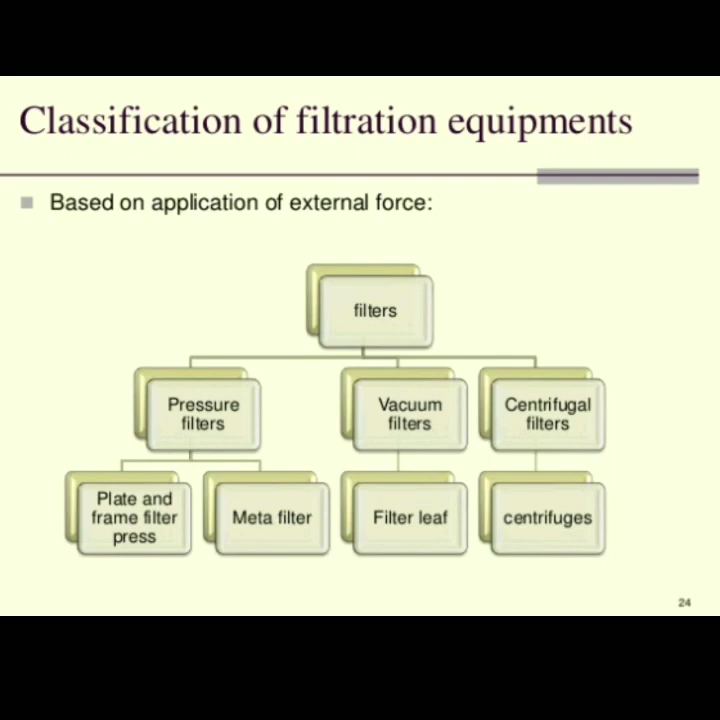 Classification of filtration equipments
Based on application of external force:
filters
Pressure
filters
Vacuum
filters
Centrifugal
filters
Plate and
frame filter
press
Meta filter
Filter leaf
centrifuges
24